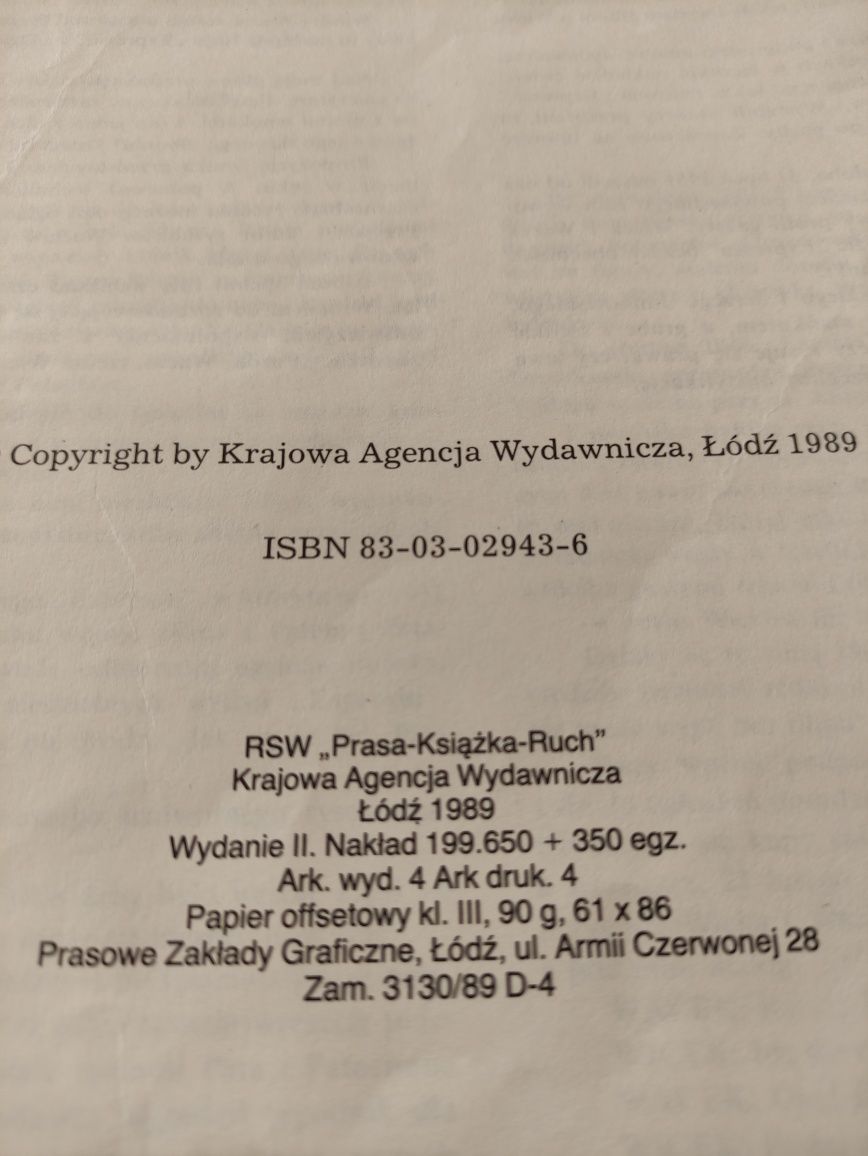 Copyright by Krajowa Agencja Wydawnicza, Łódź 1989
ISBN 83-03-02943-6
RSW „Prasa-Książka-Ruch”
Krajowa Agencja Wydawnicza
Łódź 1989
Wydanie II. Nakład 199.650 + 350 egz.
Ark. wyd. 4 Ark druk. 4
Papier offsetowy kl. III, 90 g, 61 x 86
Prasowe Zakłady Graficzne, Łódź, ul. Armii Czerwonej 28
Zam. 3130/89 D-4